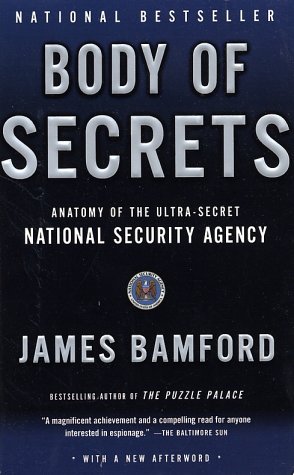 NATIONAL BESTSELLER
BODY OF
SECRETS
ANATOMY OF THE ULTRA-SECRET
NATIONAL SECURITY AGENCY
JAMES BAMFORD
BESTSELLING AUTHOR OF THE PUZZLE PALACE
"A magnificent achievement and a compelling read for anyone
interested in espionage." —THE BALTIMORE SUN
• WITH A NEW AFTERWORD •